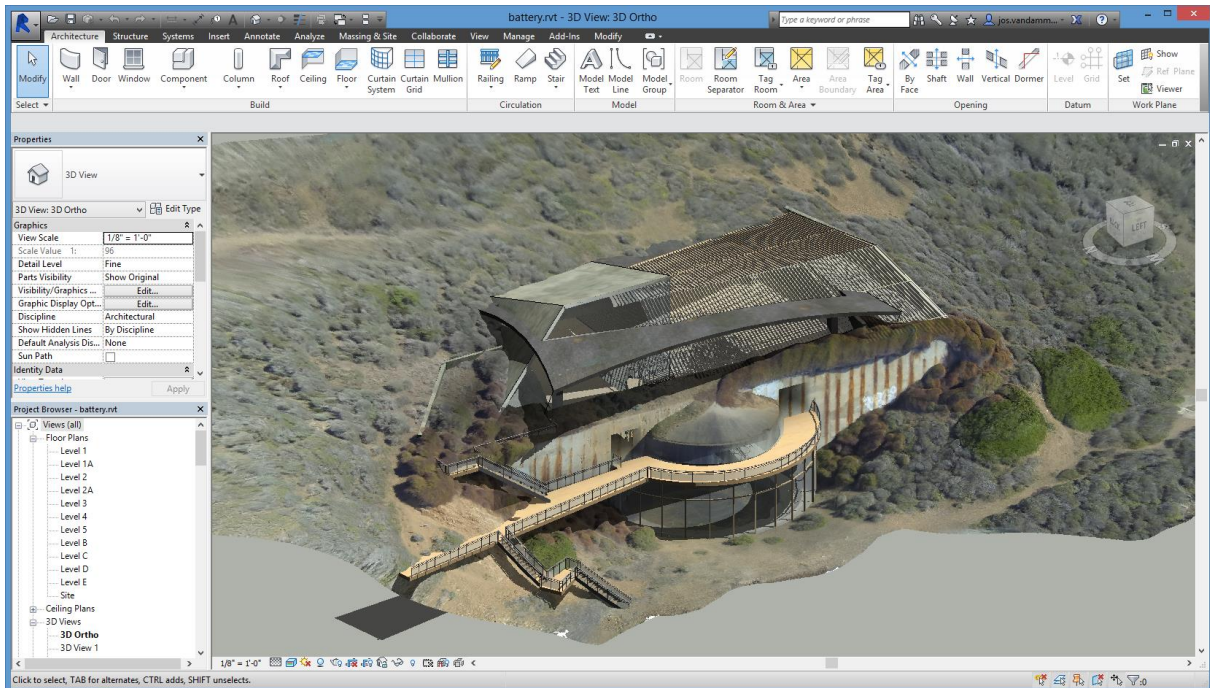 battery.rvt - 3D View: 3D Ortho
Type a keyword or phrase
jos.vandamm...
Architecture Structure Systems Insert Annotate Analyze Massing & Site Collaborate View Manage Add-Ins Modify
Modify Wall Door Window Component Column Roof Ceiling Floor Curtain System Curtain Grid Mullion Railing Ramp Stair Model Text Model Line Model Group Room Room Separator Tag Room Area Area Boundary Tag Area By Face Shaft Wall Vertical Dormer Level Grid Set Show
Ref Plane
Viewer
Select Build Circulation Model Room & Area Opening Datum Work Plane
Properties
3D View
3D View: 3D Ortho Edit Type
Graphics
View Scale 1/8" = 1'-0"
Scale Value 1: 96
Detail Level Fine
Parts Visibility Show Original
Visibility/Graphics ... Edit...
Graphic Display Opt... Edit...
Discipline Architectural
Show Hidden Lines By Discipline
Default Analysis Dis... None
Sun Path
Identity Data
Properties help Apply
Project Browser - battery.rvt
Views (all)
Floor Plans
Level 1
Level 1A
Level 2
Level 2A
Level 3
Level 4
Level 5
Level B
Level C
Level D
Level E
Site
Ceiling Plans
3D Views
3D Ortho
3D View 1
LEFT
1/8" = 1'-0"
Click to select, TAB for alternates, CTRL adds, SHIFT unselects.
:0